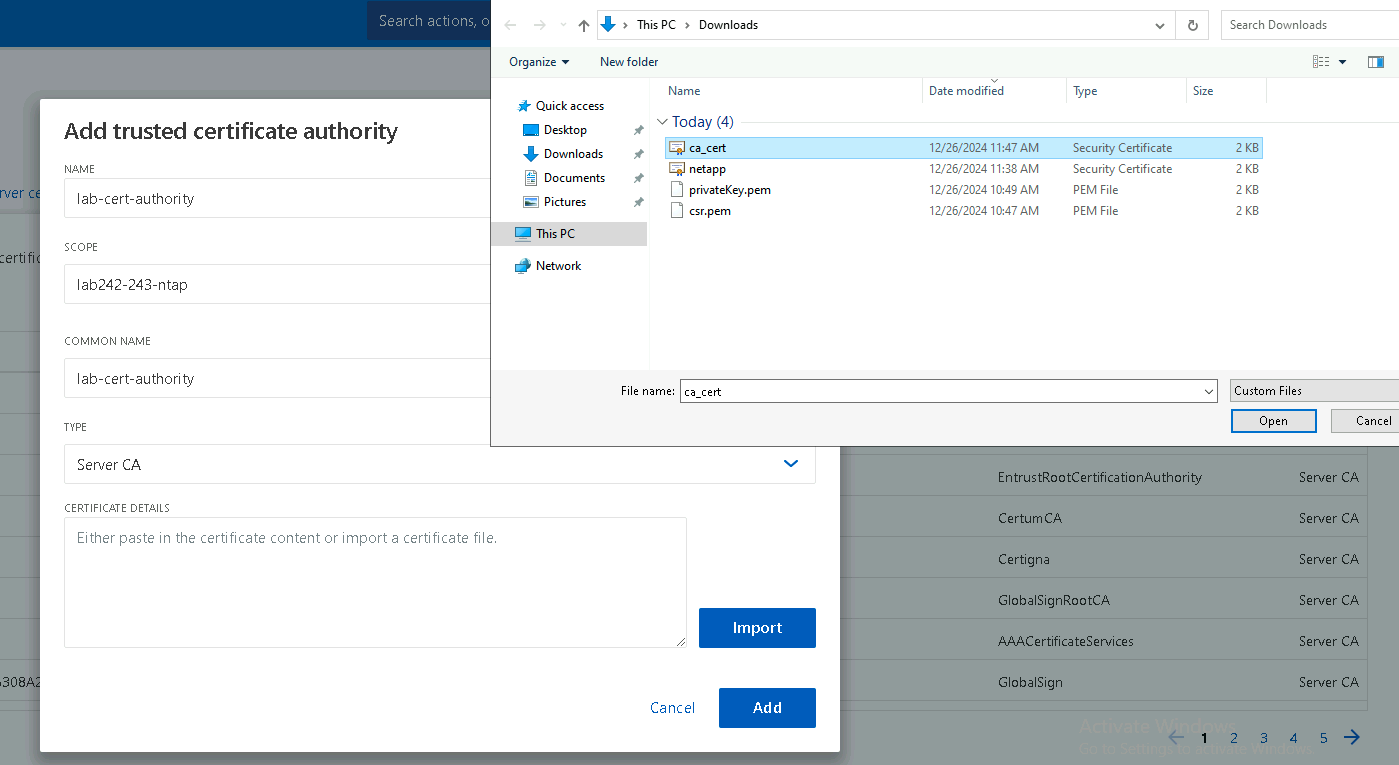 Search actions, o
This PC > Downloads
Search Downloads
Organize
New folder
Name
Date modified
Type
Size
Quick access
Desktop
Downloads
Documents
Pictures
This PC
Network
Today (4)
ca_cert 12/26/2024 11:47 AM Security Certificate 2 KB
netapp 12/26/2024 11:38 AM Security Certificate 2 KB
privateKey.pem 12/26/2024 10:49 AM PEM File 2 KB
csr.pem 12/26/2024 10:47 AM PEM File 2 KB
File name: ca_cert
Custom Files
Open
Cancel
Add trusted certificate authority
NAME
lab-cert-authority
SCOPE
lab242-243-ntap
COMMON NAME
lab-cert-authority
TYPE
Server CA
CERTIFICATE DETAILS
Either paste in the certificate content or import a certificate file.
Import
Cancel
Add
rver ce
certific
308A2
EntrustRootCertificationAuthority Server CA
CertumCA Server CA
Certigna Server CA
GlobalSignRootCA Server CA
AAACertificateServices Server CA
GlobalSign Server CA
Activate Windows
Go to Settings to activate Windows.
1 2 3 4 5